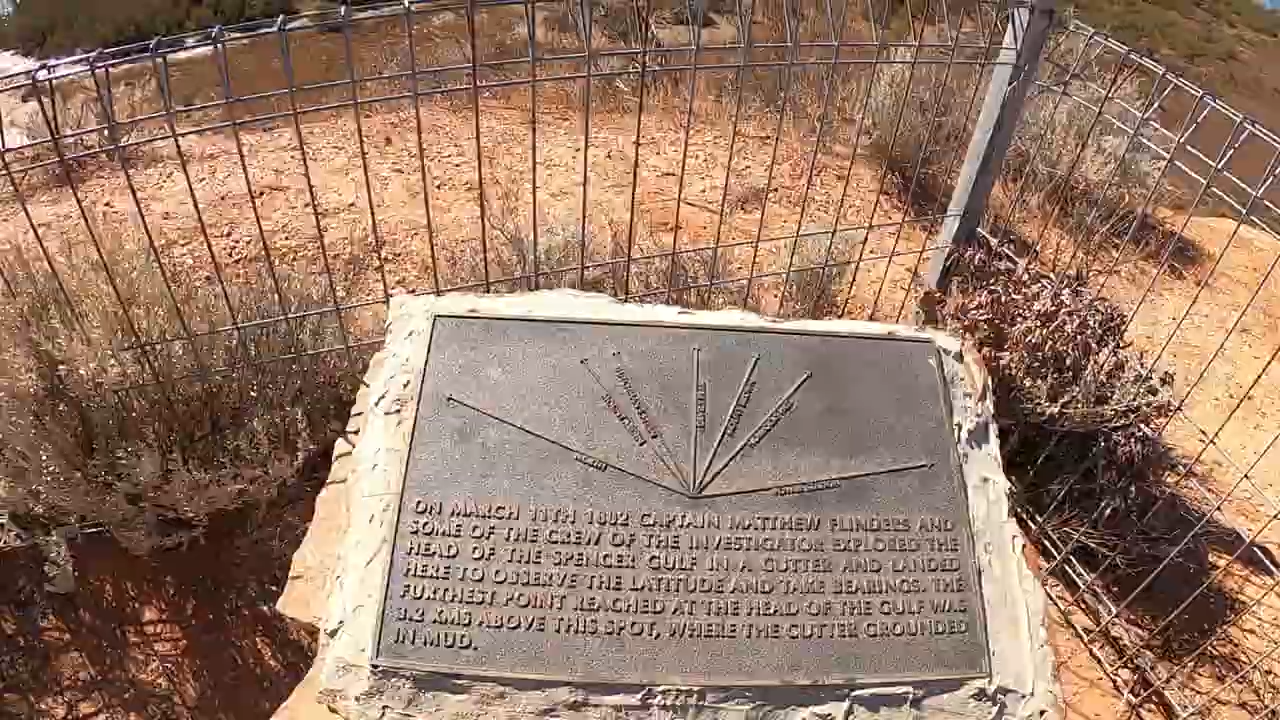 ON MARCH 11TH 1802 CAPTAIN MATTHEW FLINDERS AND
SOME OF THE CREW OF THE INVESTIGATOR EXPLORED THE
HEAD OF THE SPENCER GULF IN A CUTTER AND LANDED
HERE TO OBSERVE THE LATITUDE AND TAKE BEARINGS. THE
FURTHEST POINT REACHED AT THE HEAD OF THE GULF WAS
3.2 KMS ABOVE THIS SPOT, WHERE THE CUTTER GROUNDED
IN MUD.